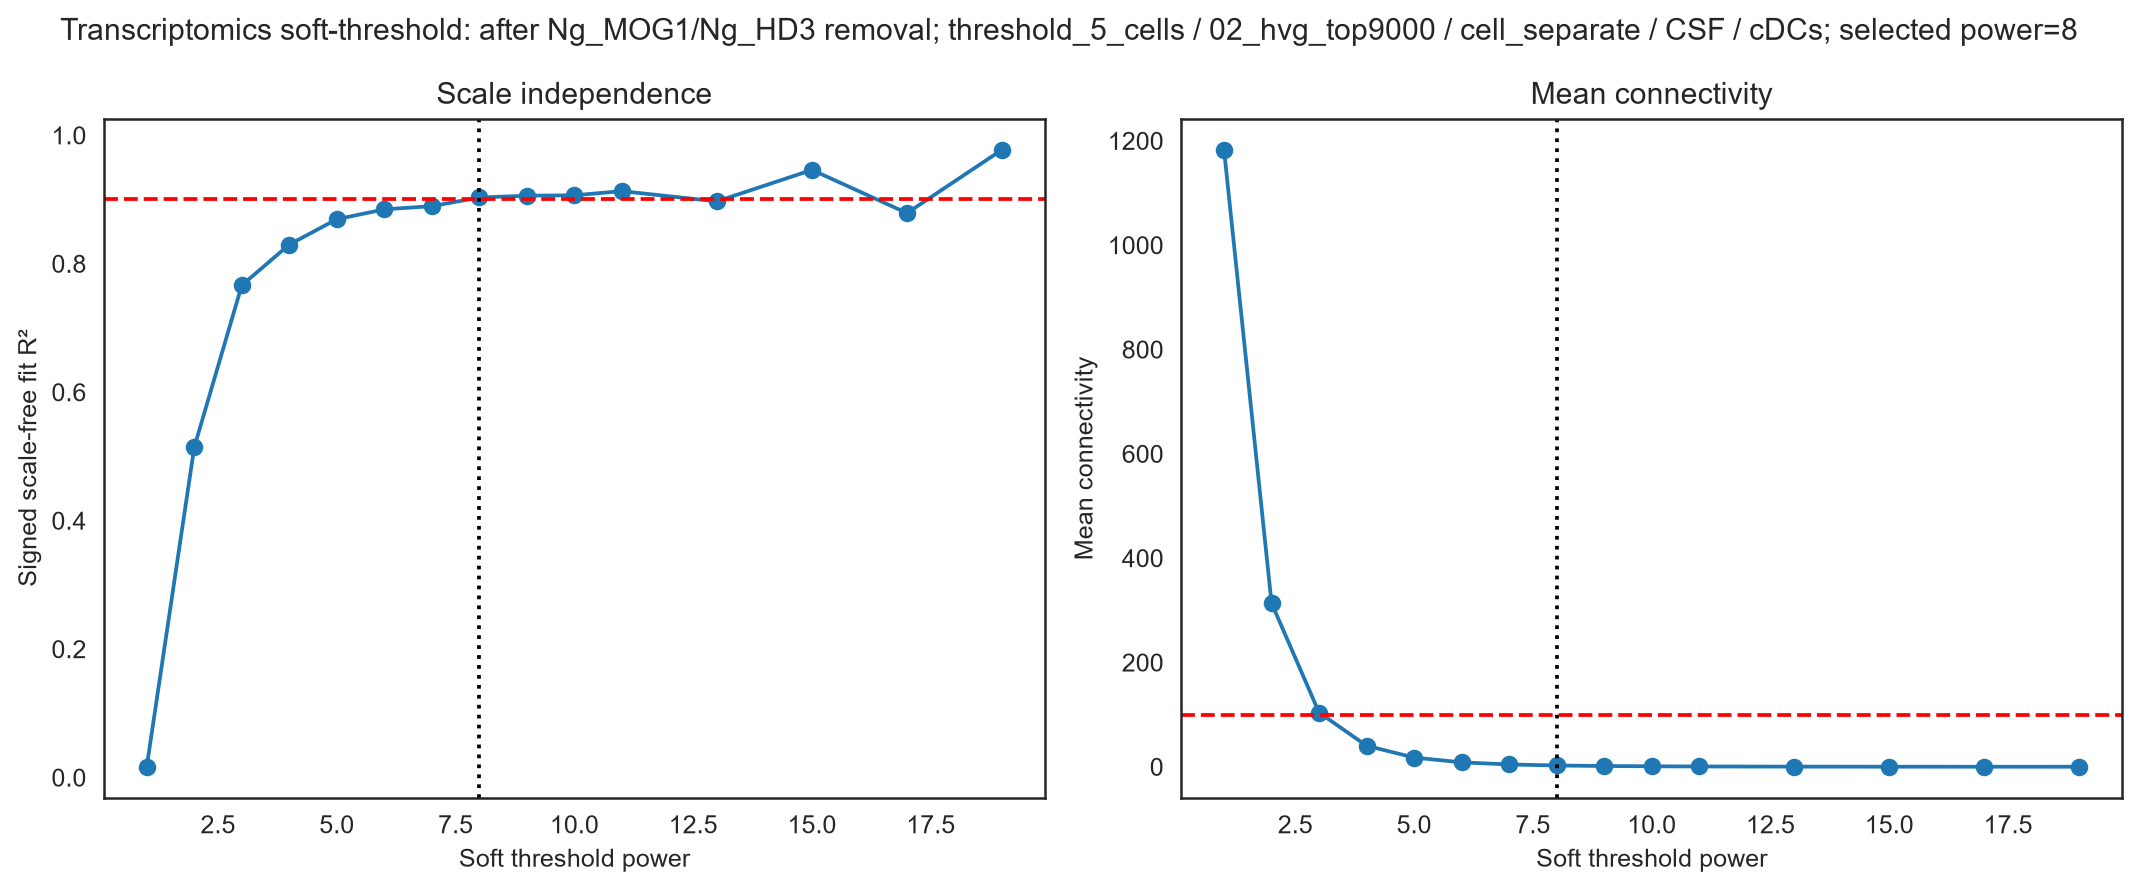 Transcriptomics soft-threshold: after Ng_MOG1/Ng_HD3 removal; threshold_5_cells / 02_hvg_top9000 / cell_separate / CSF / cDCs; selected power=8
Scale independence
1.0
0.8
0.6
0.4
0.2
0.0
Signed scale-free fit R²
2.5 5.0 7.5 10.0 12.5 15.0 17.5
Soft threshold power
Mean connectivity
1200
1000
800
600
400
200
0
Mean connectivity
2.5 5.0 7.5 10.0 12.5 15.0 17.5
Soft threshold power